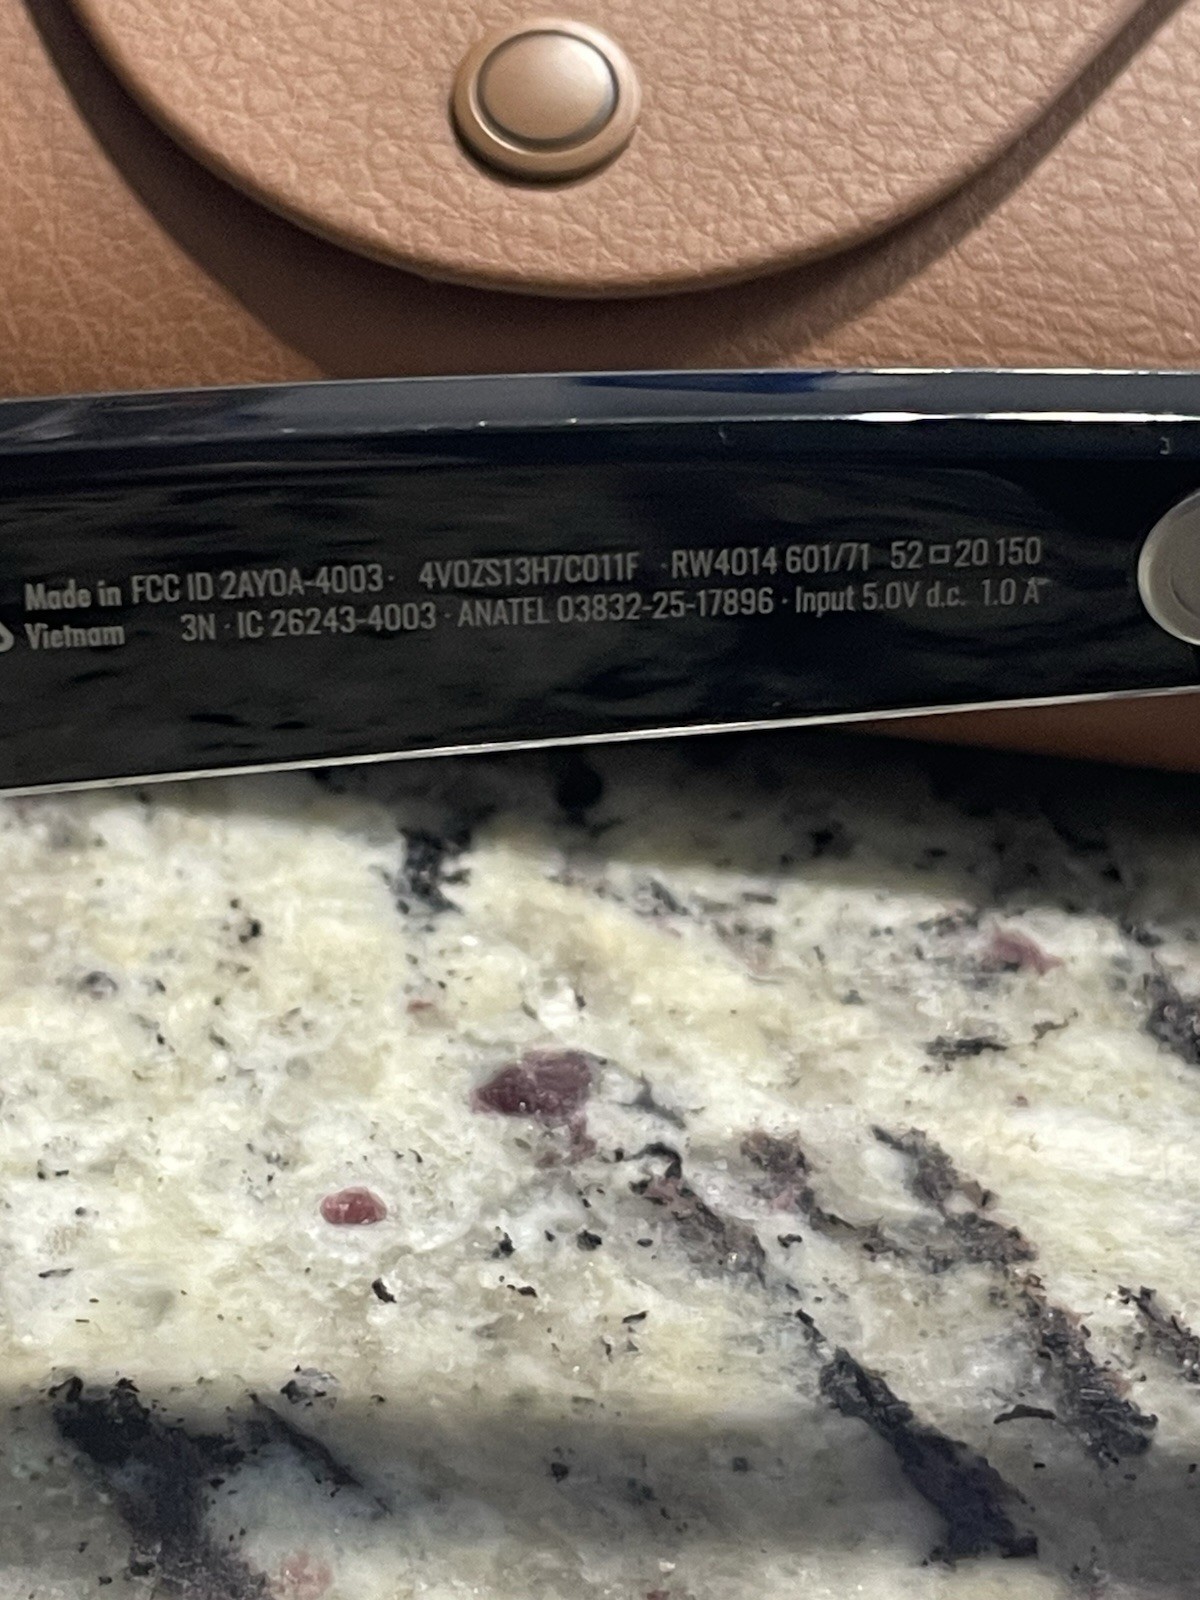 Made in FCC ID 2AYOA-4003 · 4V0ZS13H7C011F · RW4014 601/71 52□20 150
Vietnam 3N · IC 26243-4003 · ANATEL 03832-25-17896 · Input 5.0V d.c. 1.0 A